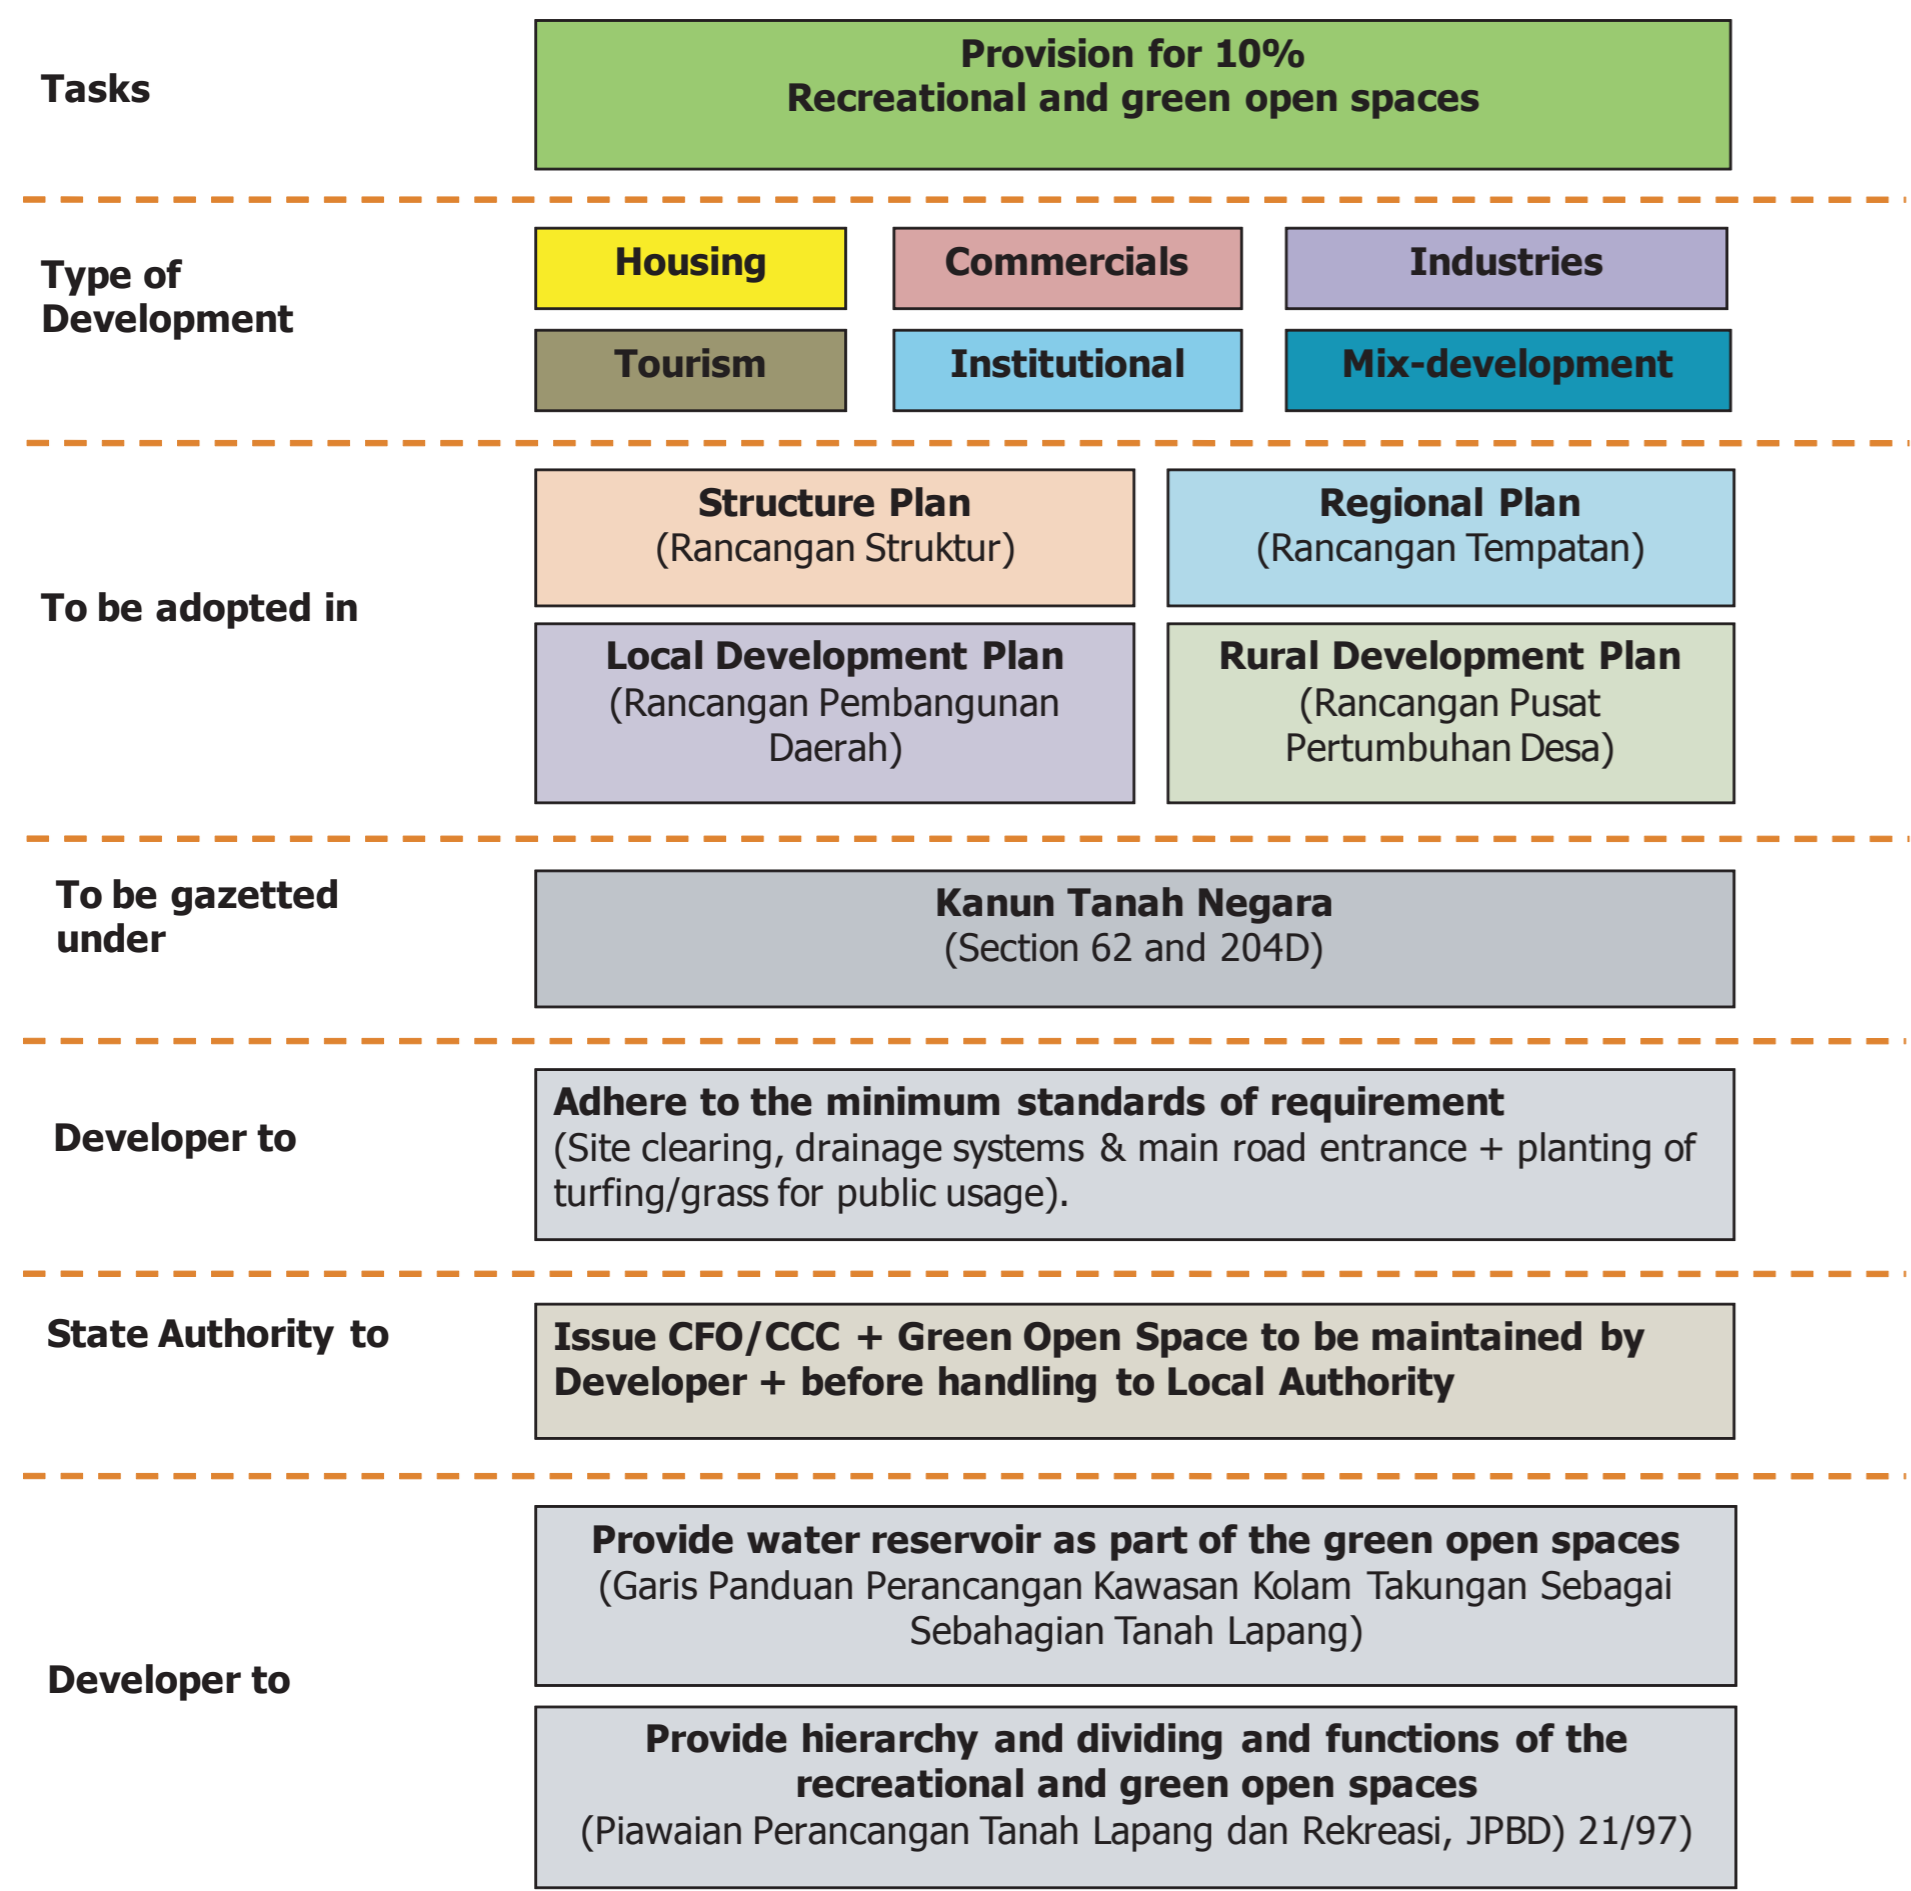 Tasks
Provision for 10%
Recreational and green open spaces
Type of
Development
Housing
Commercials
Industries
Tourism
Institutional
Mix-development
To be adopted in
Structure Plan
(Rancangan Struktur)
Regional Plan
(Rancangan Tempatan)
Local Development Plan
(Rancangan Pembangunan
Daerah)
Rural Development Plan
(Rancangan Pusat
Pertumbuhan Desa)
To be gazetted
under
Kanun Tanah Negara
(Section 62 and 204D)
Developer to
Adhere to the minimum standards of requirement
(Site clearing, drainage systems & main road entrance + planting of
turfing/grass for public usage).
State Authority to
Issue CFO/CCC + Green Open Space to be maintained by
Developer + before handling to Local Authority
Developer to
Provide water reservoir as part of the green open spaces
(Garis Panduan Perancangan Kawasan Kolam Takungan Sebagai
Sebahagian Tanah Lapang)
Provide hierarchy and dividing and functions of the
recreational and green open spaces
(Piawaian Perancangan Tanah Lapang dan Rekreasi, JPBD) 21/97)